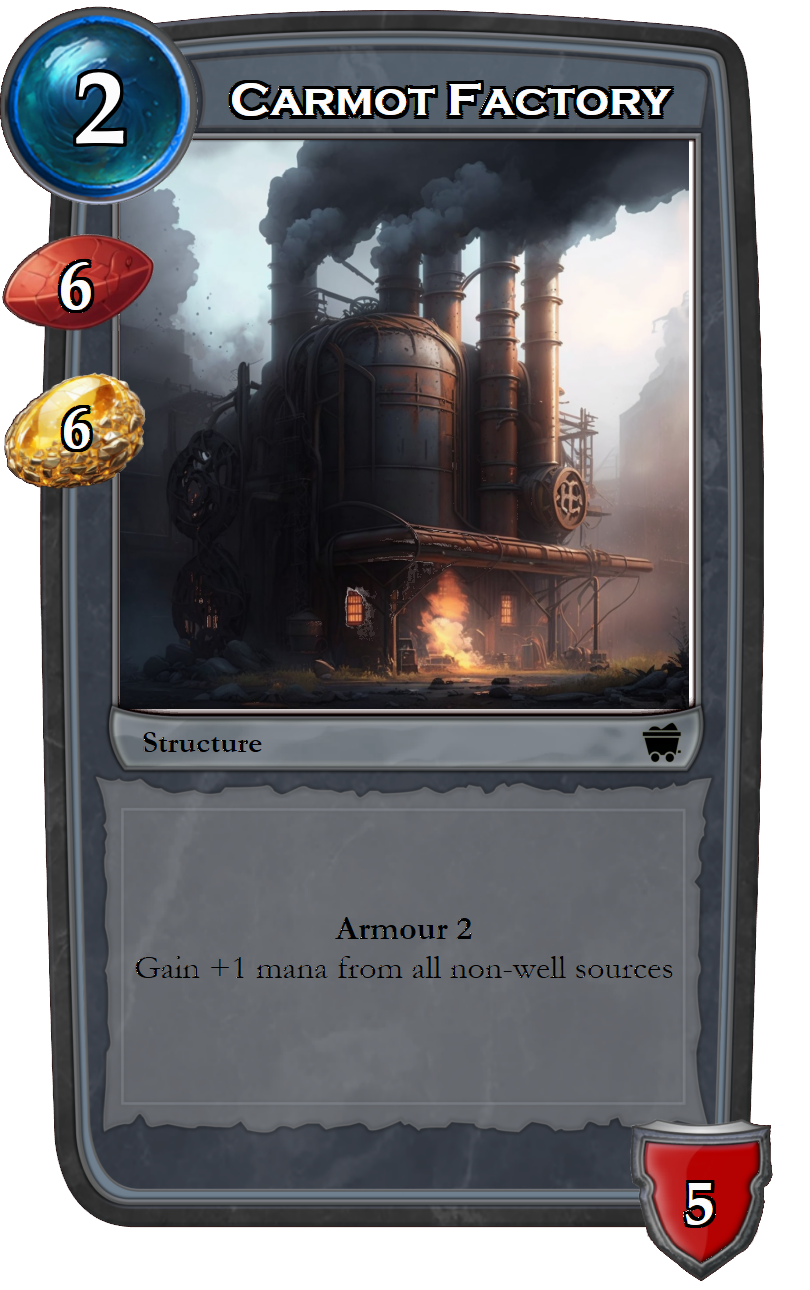 2
Carmot Factory
6
6
Structure
Armour 2
Gain +1 mana from all non-well sources
5